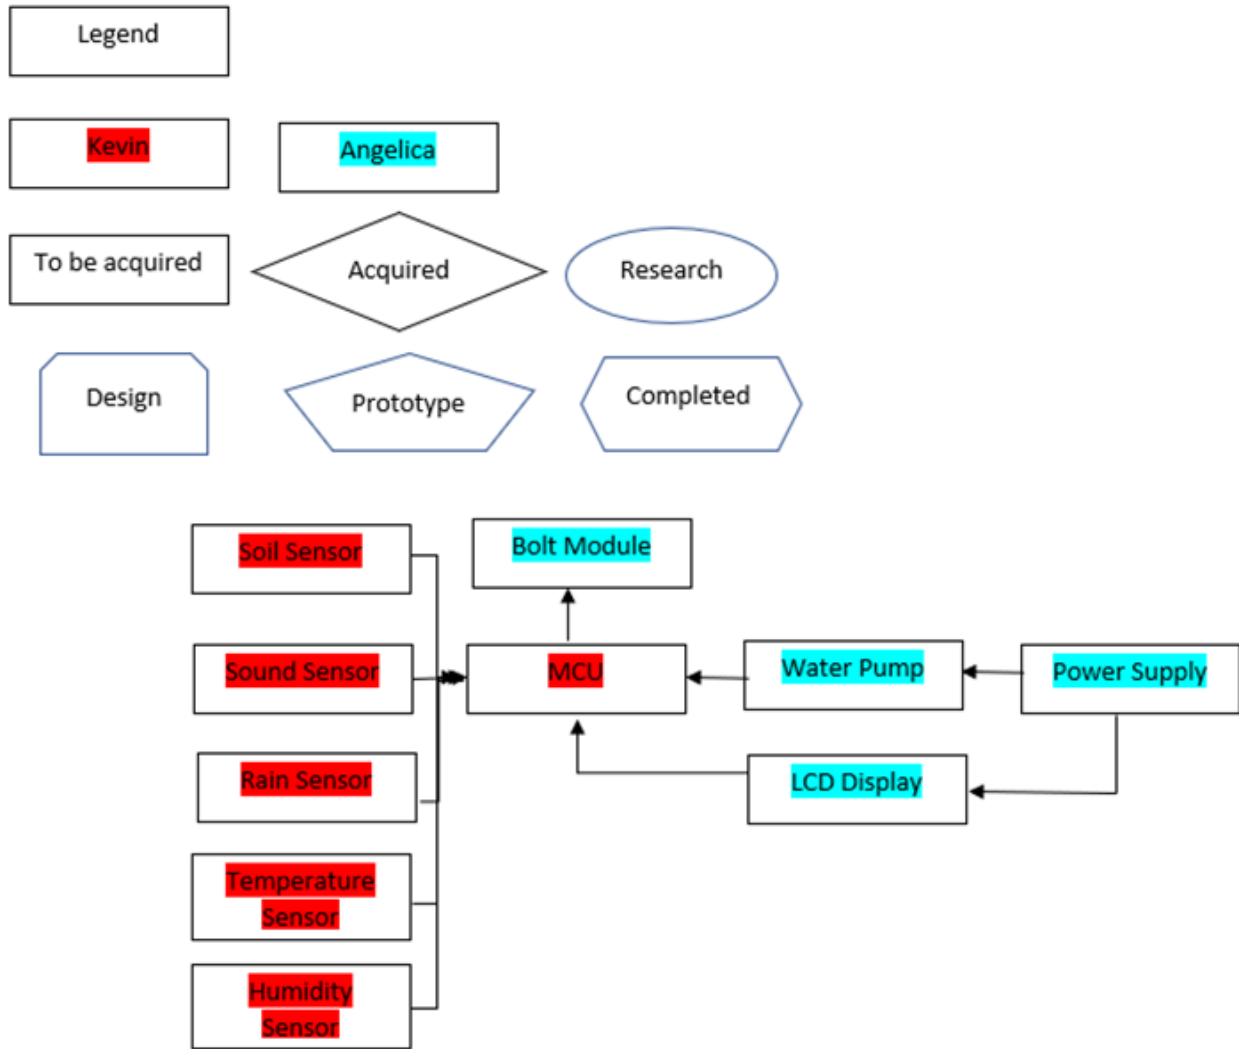 Legend
Kevin
Angelica
To be acquired
Acquired
Research
Design
Prototype
Completed
Soil Sensor
Bolt Module
Sound Sensor
MCU
Water Pump
Power Supply
Rain Sensor
LCD Display
Temperature
Sensor
Humidity
Sensor